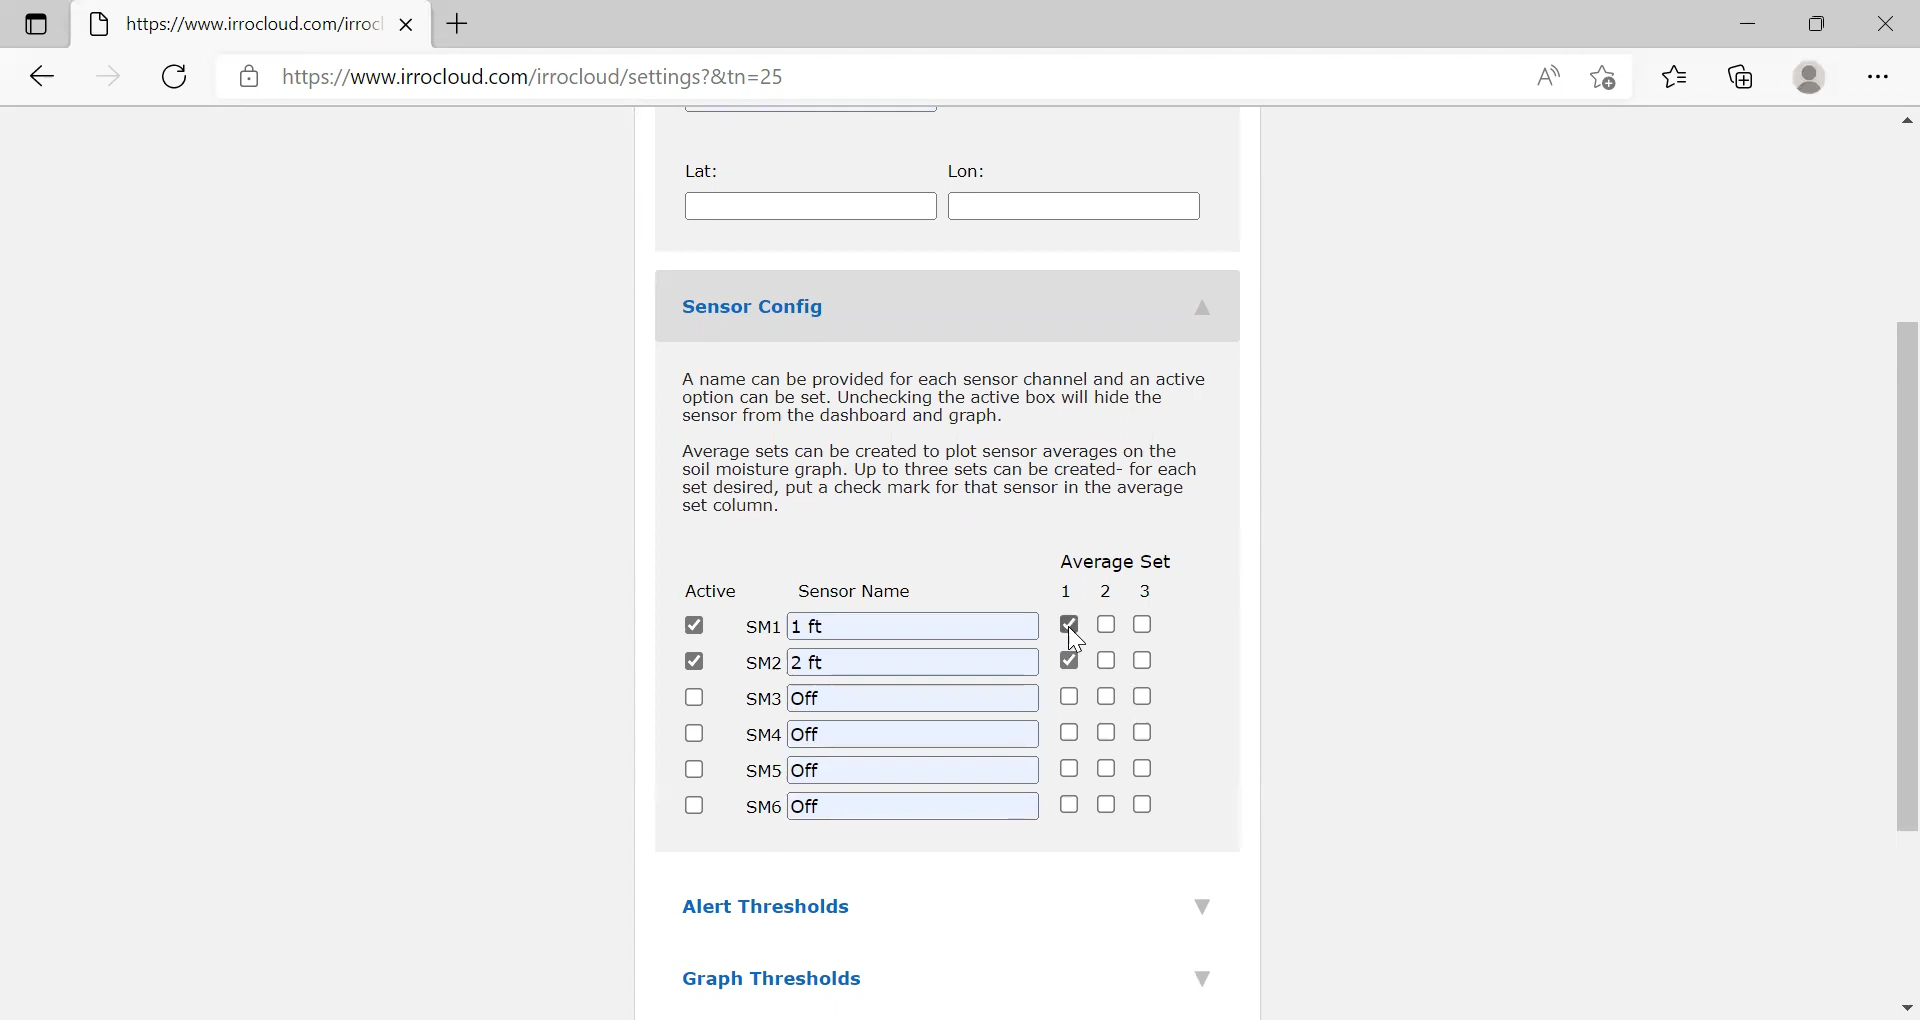 https://www.irrocloud.com/irroc
https://www.irrocloud.com/irrocloud/settings?&tn=25
Lat: Lon:
Sensor Config
A name can be provided for each sensor channel and an active
option can be set. Unchecking the active box will hide the
sensor from the dashboard and graph.
Average sets can be created to plot sensor averages on the
soil moisture graph. Up to three sets can be created- for each
set desired, put a check mark for that sensor in the average
set column.
Average Set
Active Sensor Name 1 2 3
SM1 1 ft
SM2 2 ft
SM3 Off
SM4 Off
SM5 Off
SM6 Off
Alert Thresholds
Graph Thresholds